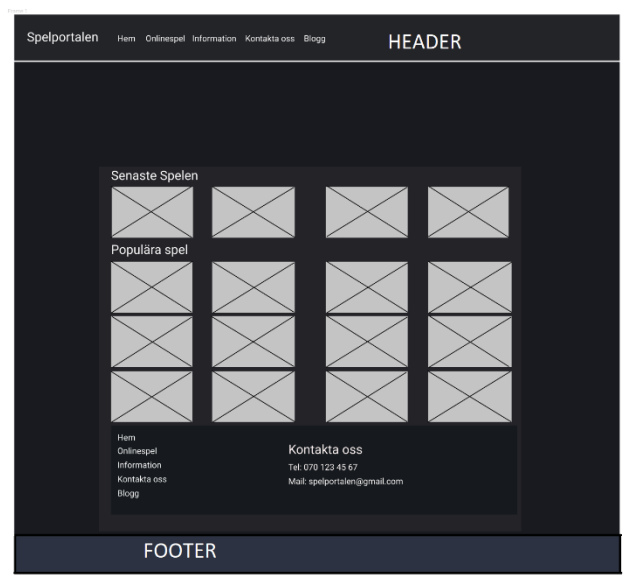 Spelportalen Hem Onlinespel Information Kontakta oss Blogg HEADER
Senaste Spelen
Populära spel
Hem
Onlinespel
Information
Kontakta oss
Blogg
Kontakta oss
Tel: 070 123 45 67
Mail: spelportalen@gmail.com
FOOTER